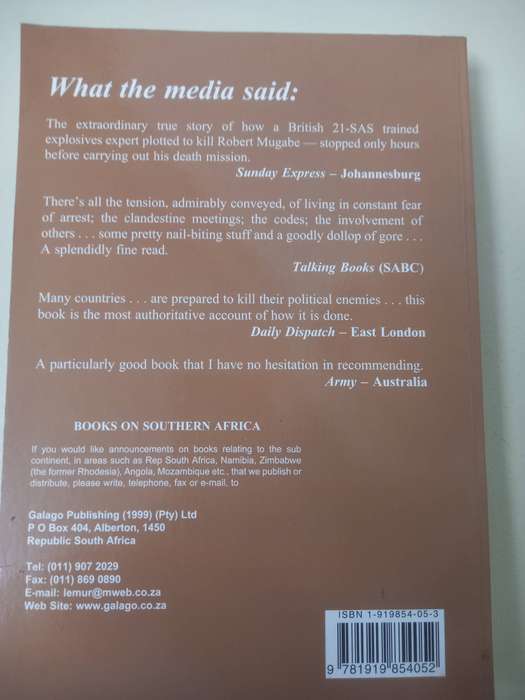 What the media said:
The extraordinary true story of how a British 21-SAS trained
explosives expert plotted to kill Robert Mugabe — stopped only hours
before carrying out his death mission.
Sunday Express – Johannesburg
There's all the tension, admirably conveyed, of living in constant fear
of arrest; the clandestine meetings; the codes; the involvement of
others . . . some pretty nail-biting stuff and a goodly dollop of gore . . .
A splendidly fine read.
Talking Books (SABC)
Many countries . . . are prepared to kill their political enemies . . . this
book is the most authoritative account of how it is done.
Daily Dispatch – East London
A particularly good book that I have no hesitation in recommending.
Army – Australia
BOOKS ON SOUTHERN AFRICA
If you would like announcements on books relating to the sub
continent, in areas such as Rep South Africa, Namibia, Zimbabwe
(the former Rhodesia), Angola, Mozambique etc., that we publish or
distribute, please write, telephone, fax or e-mail, to
Galago Publishing (1999) (Pty) Ltd
P O Box 404, Alberton, 1450
Republic South Africa
Tel: (011) 907 2029
Fax: (011) 869 0890
E-mail: lemur@mweb.co.za
Web Site: www.galago.co.za
ISBN 1-919854-05-3
9 781919 854052